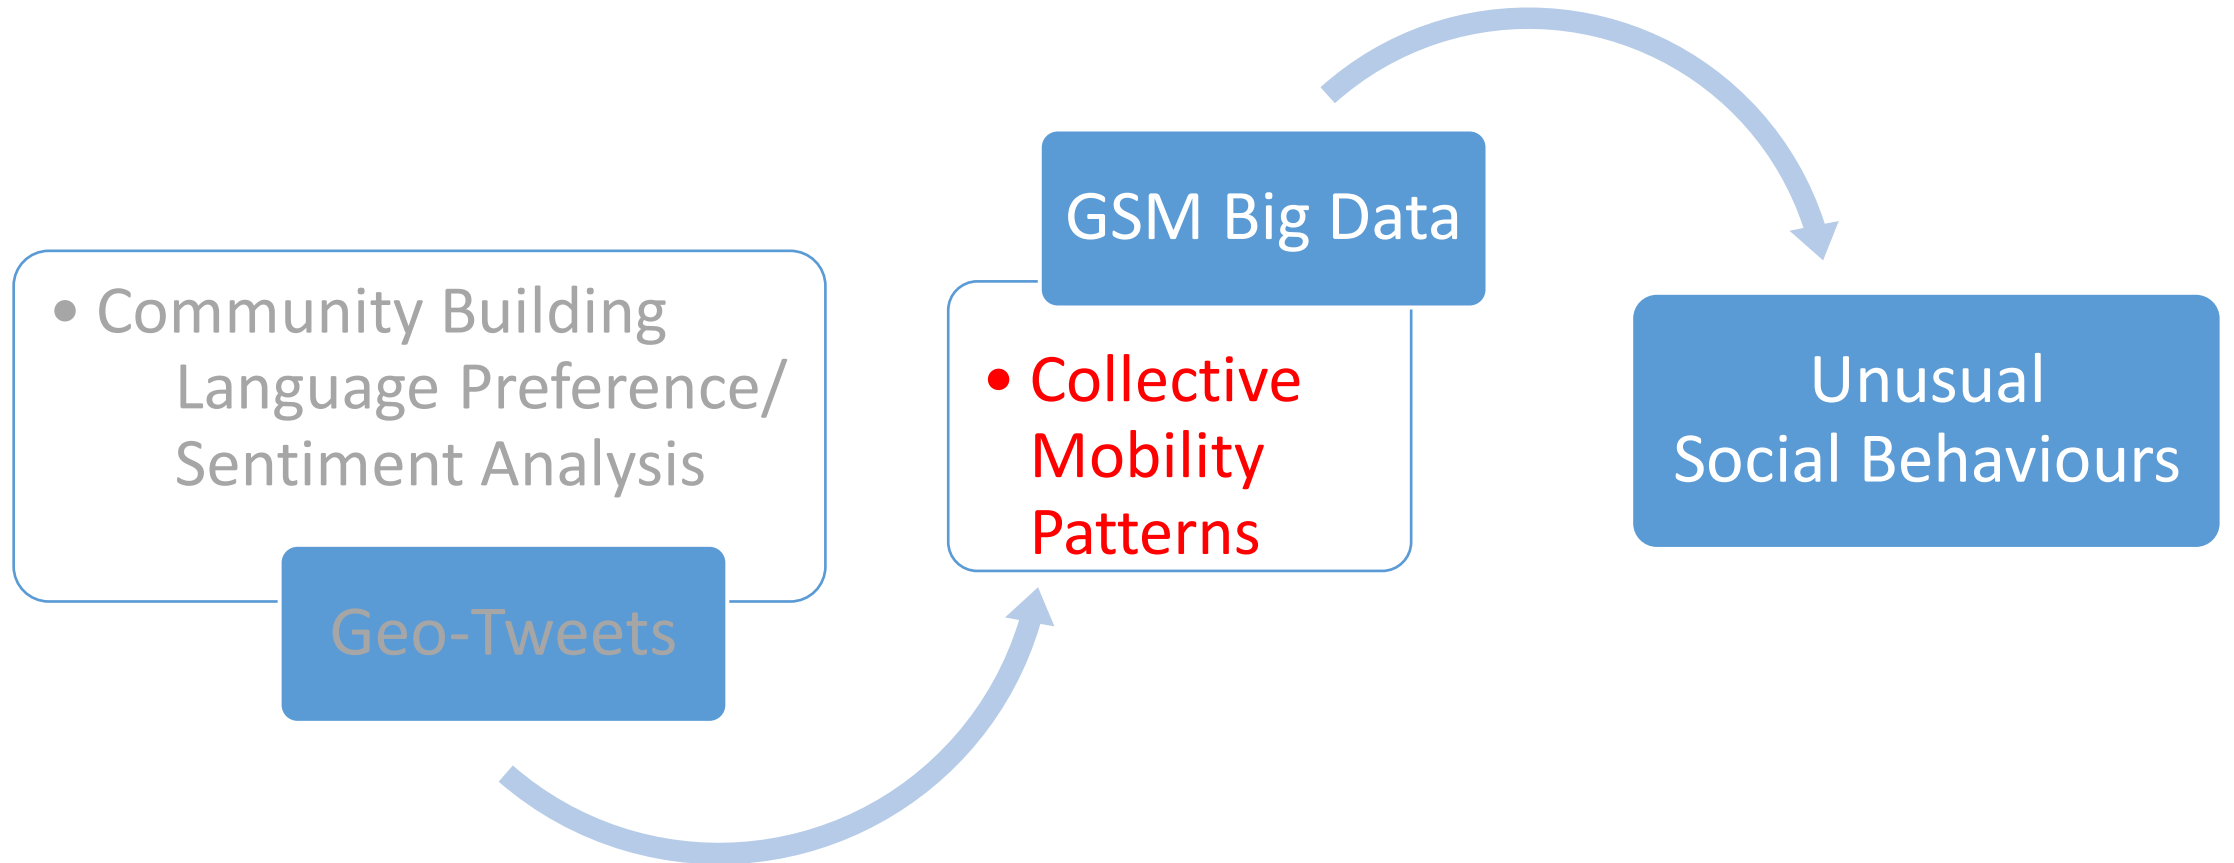 • Community Building
Language Preference/
Sentiment Analysis
Geo-Tweets
GSM Big Data
• Collective
Mobility
Patterns
Unusual
Social Behaviours